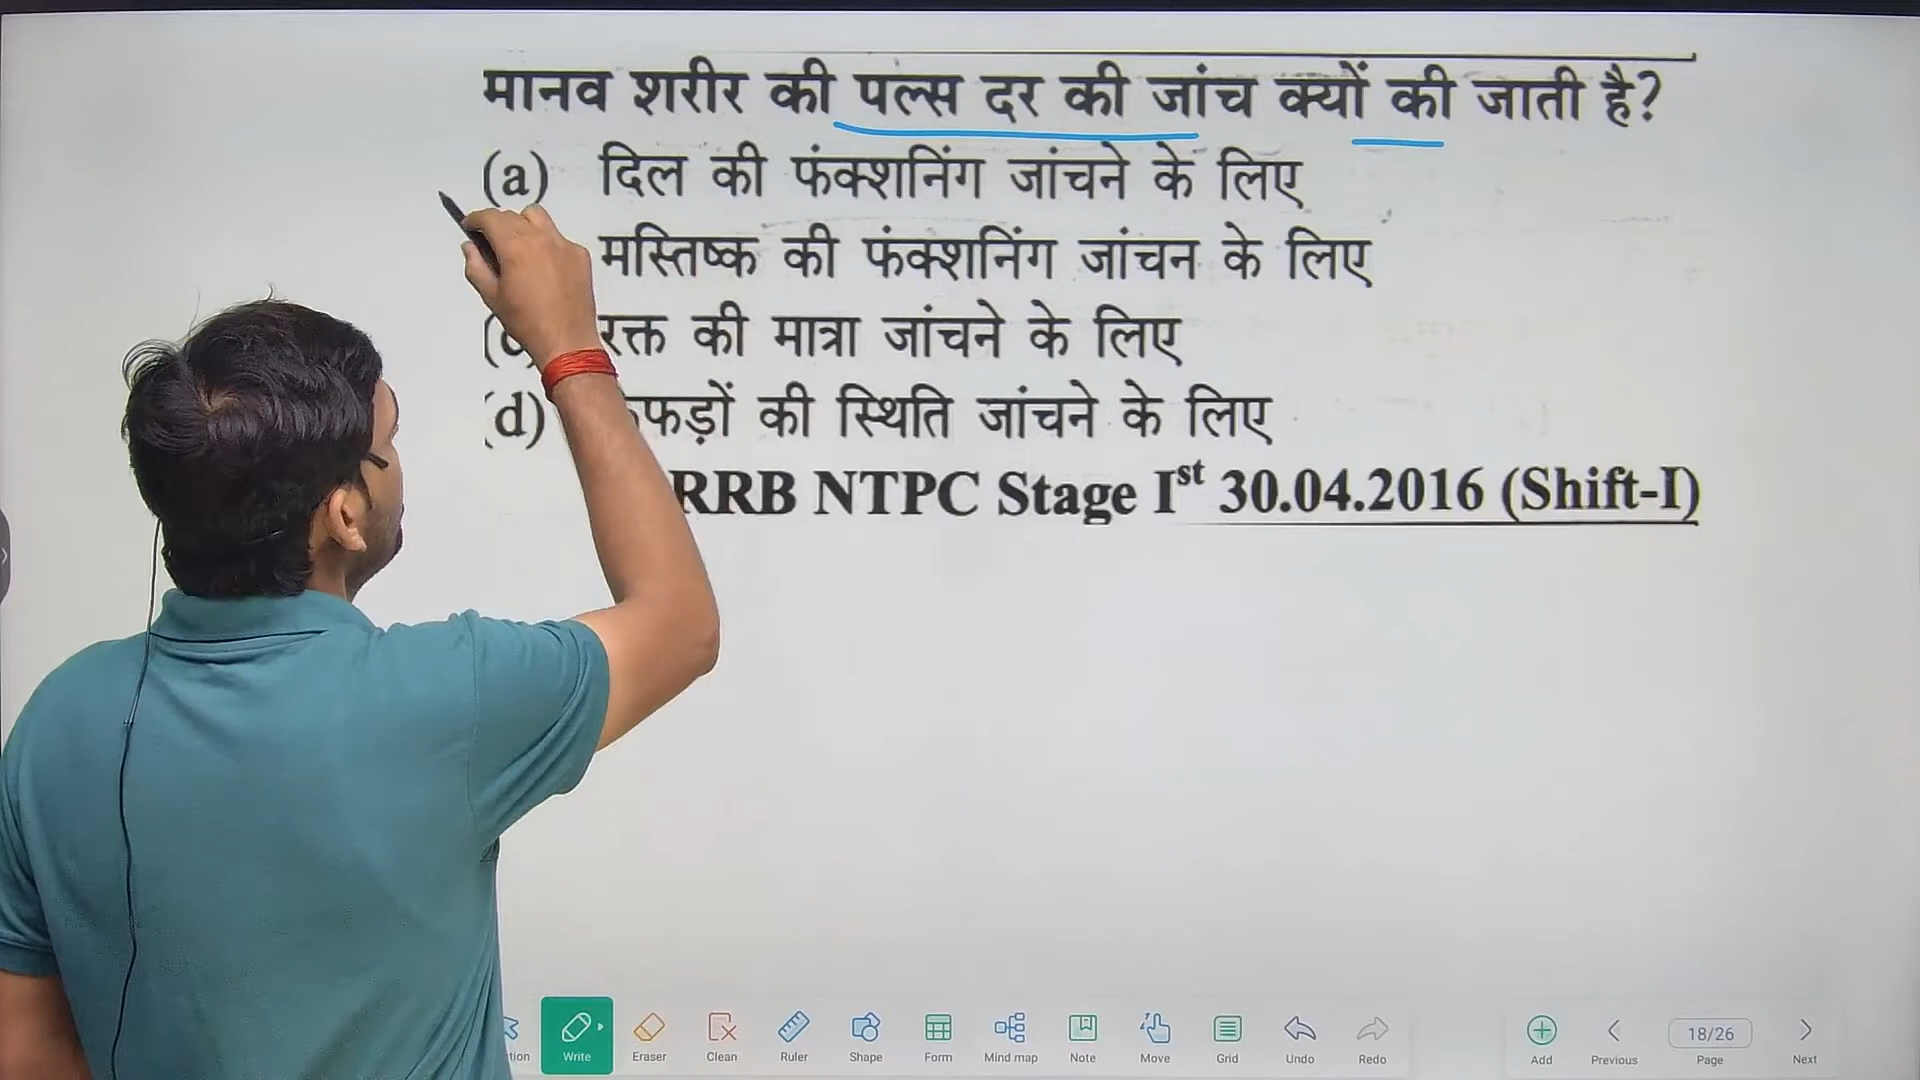 मानव शरीर की पल्स दर की जांच क्यों की जाती है?
(a) दिल की फंक्शनिंग जांचने के लिए
मस्तिष्क की फंक्शनिंग जांचन के लिए
रक्त की मात्रा जांचने के लिए
(d) की स्थिति जांचने के लिए
RRB NTPC Stage Ist 30.04.2016 (Shift-I)
Write Eraser Clean Ruler Shape Form Mind map Note Move Grid Undo Redo Add Previous 18/26 Page Next